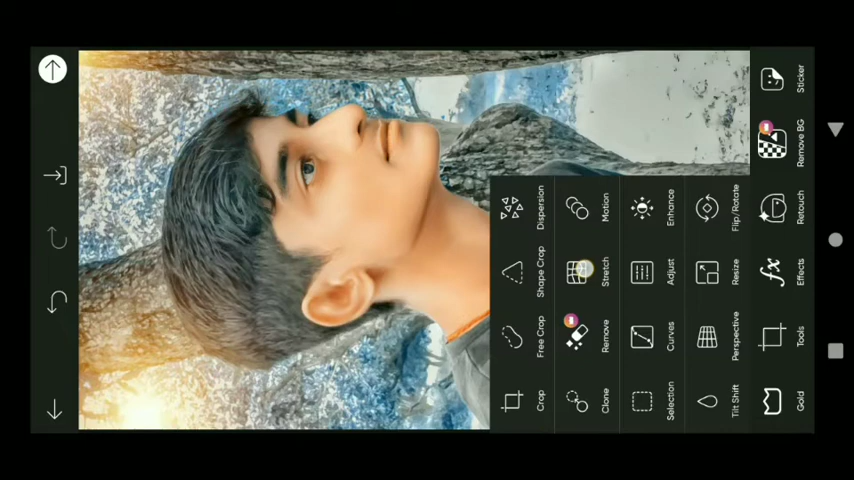 Crop
Free Crop
Shape Crop
Dispersion
Clone
Remove
Stretch
Motion
Selection
Curves
Adjust
Enhance
Tilt Shift
Perspective
Resize
Flip/Rotate
fx
Gold
Tools
Effects
Retouch
Remove BG
Sticker